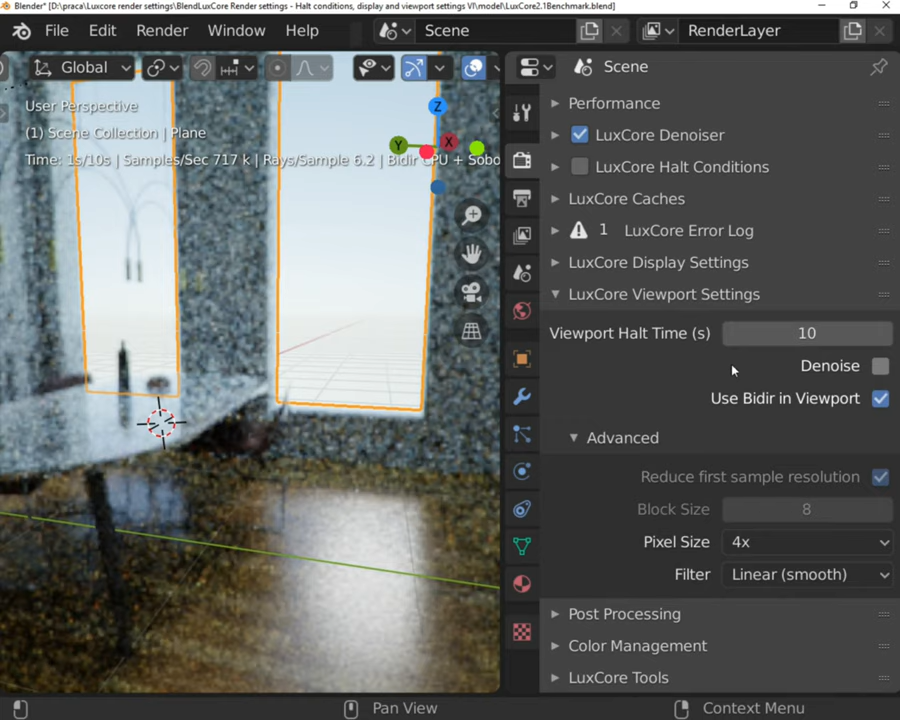 Blender* [D:\praca\Luxcore render settings\BlendLuxCore Render settings - Halt conditions, display and viewport settings VI\model\LuxCore2.1Benchmark.blend]
File Edit Render Window Help Scene RenderLayer
Global
Scene
User Perspective
(1) Scene Collection | Plane
Time: 1s/10s | Samples/Sec 717 k | Rays/Sample 6.2 | Bidir CPU + Sobo
Z
Y
X
Performance
LuxCore Denoiser
LuxCore Halt Conditions
LuxCore Caches
1 LuxCore Error Log
LuxCore Display Settings
LuxCore Viewport Settings
Viewport Halt Time (s) 10
Denoise
Use Bidir in Viewport
Advanced
Reduce first sample resolution
Block Size 8
Pixel Size 4x
Filter Linear (smooth)
Post Processing
Color Management
LuxCore Tools
Pan View
Context Menu